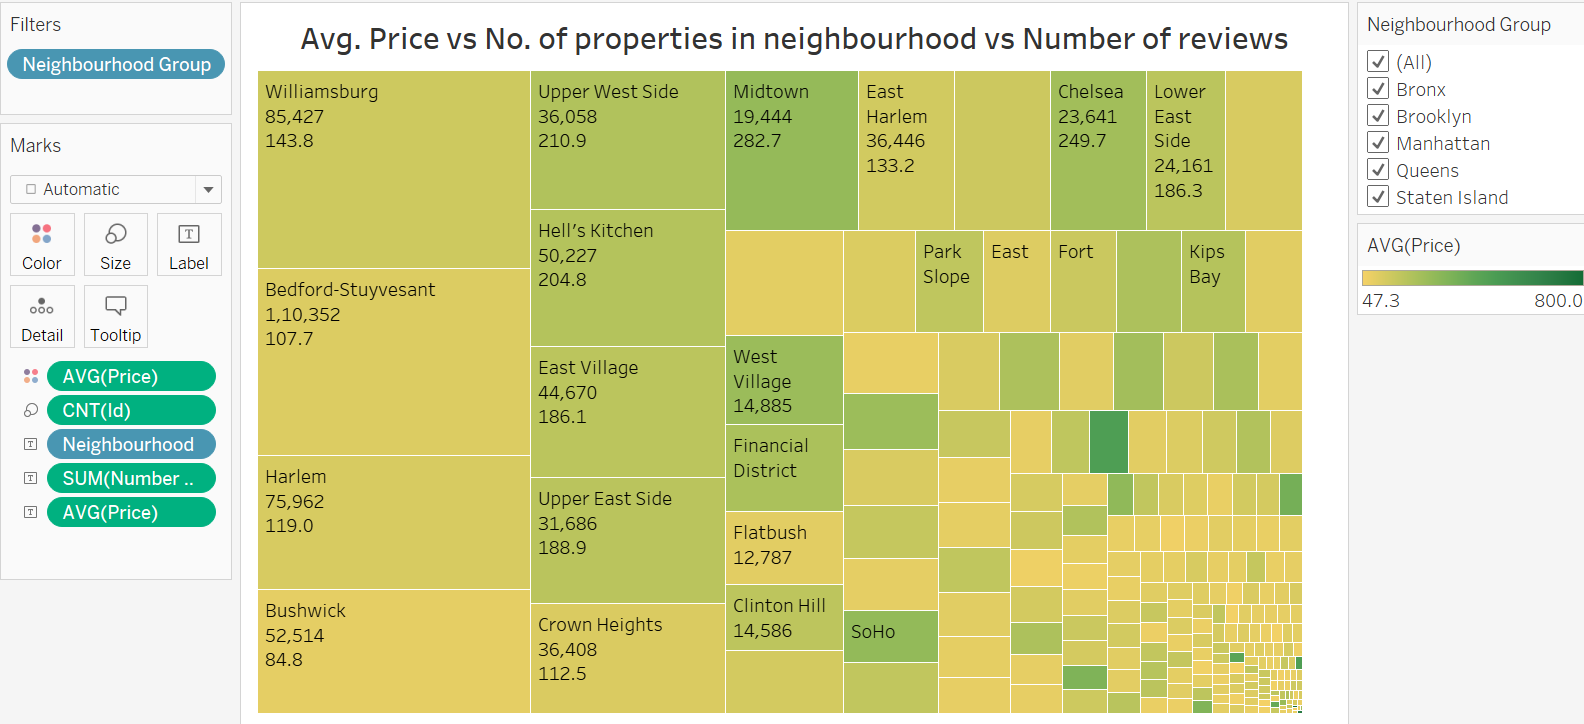 Filters
Neighbourhood Group
Marks
Automatic
Color
Size
Label
Detail
Tooltip
AVG(Price)
CNT(Id)
Neighbourhood
SUM(Number ..
AVG(Price)
Avg. Price vs No. of properties in neighbourhood vs Number of reviews
Williamsburg
85,427
143.8
Bedford-Stuyvesant
1,10,352
107.7
Harlem
75,962
119.0
Bushwick
52,514
84.8
Upper West Side
36,058
210.9
Hell's Kitchen
50,227
204.8
East Village
44,670
186.1
Upper East Side
31,686
188.9
Crown Heights
36,408
112.5
Midtown
19,444
282.7
East
Harlem
36,446
133.2
Chelsea
23,641
249.7
Lower
East
Side
24,161
186.3
Park
Slope
East
Fort
Kips
Bay
West
Village
14,885
Financial
District
Flatbush
12,787
Clinton Hill
14,586
SoHo
Neighbourhood Group
(All)
Bronx
Brooklyn
Manhattan
Queens
Staten Island
AVG(Price)
47.3
800.0